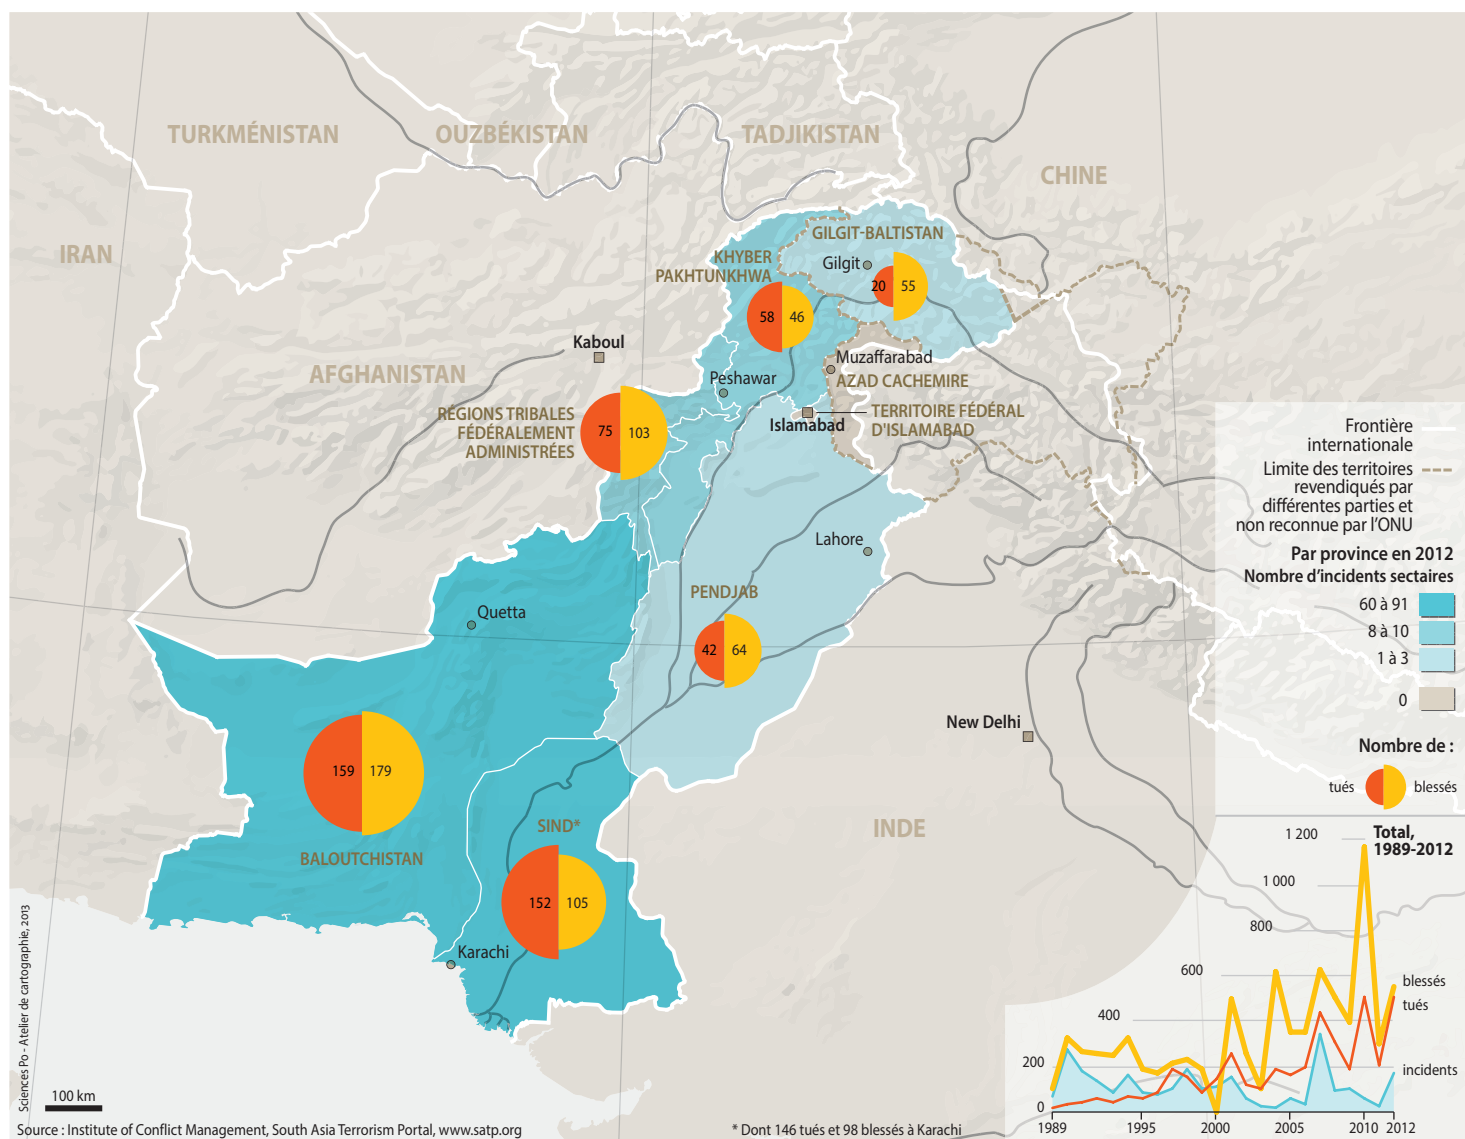 TURKMÉNISTAN
OUZBÉKISTAN
TADJIKISTAN
CHINE
IRAN
GILGIT-BALTISTAN
Gilgit
20 55
KHYBER
PAKHTUNKHWA
58 46
Kaboul
AFGHANISTAN
Muzaffarabad
AZAD CACHEMIRE
Peshawar
Islamabad
TERRITOIRE FÉDÉRAL
D'ISLAMABAD
RÉGIONS TRIBALES
FÉDÉRALEMENT
ADMINISTRÉES
75 103
Lahore
PENDJAB
42 64
Quetta
New Delhi
159 179
BALOUTCHISTAN
INDE
SIND*
152 105
Karachi
Frontière
internationale
Limite des territoires
revendiqués par
différentes parties et
non reconnue par l'ONU
Par province en 2012
Nombre d'incidents sectaires
60 à 91
8 à 10
1 à 3
0
Nombre de :
tués blessés
Total,
1989-2012
1 200
1 000
800
600
400
200
0
blessés
tués
incidents
1989 1995 2000 2005 2010 2012
Sciences Po - Atelier de cartographie, 2013
100 km
Source : Institute of Conflict Management, South Asia Terrorism Portal, www.satp.org
* Dont 146 tués et 98 blessés à Karachi